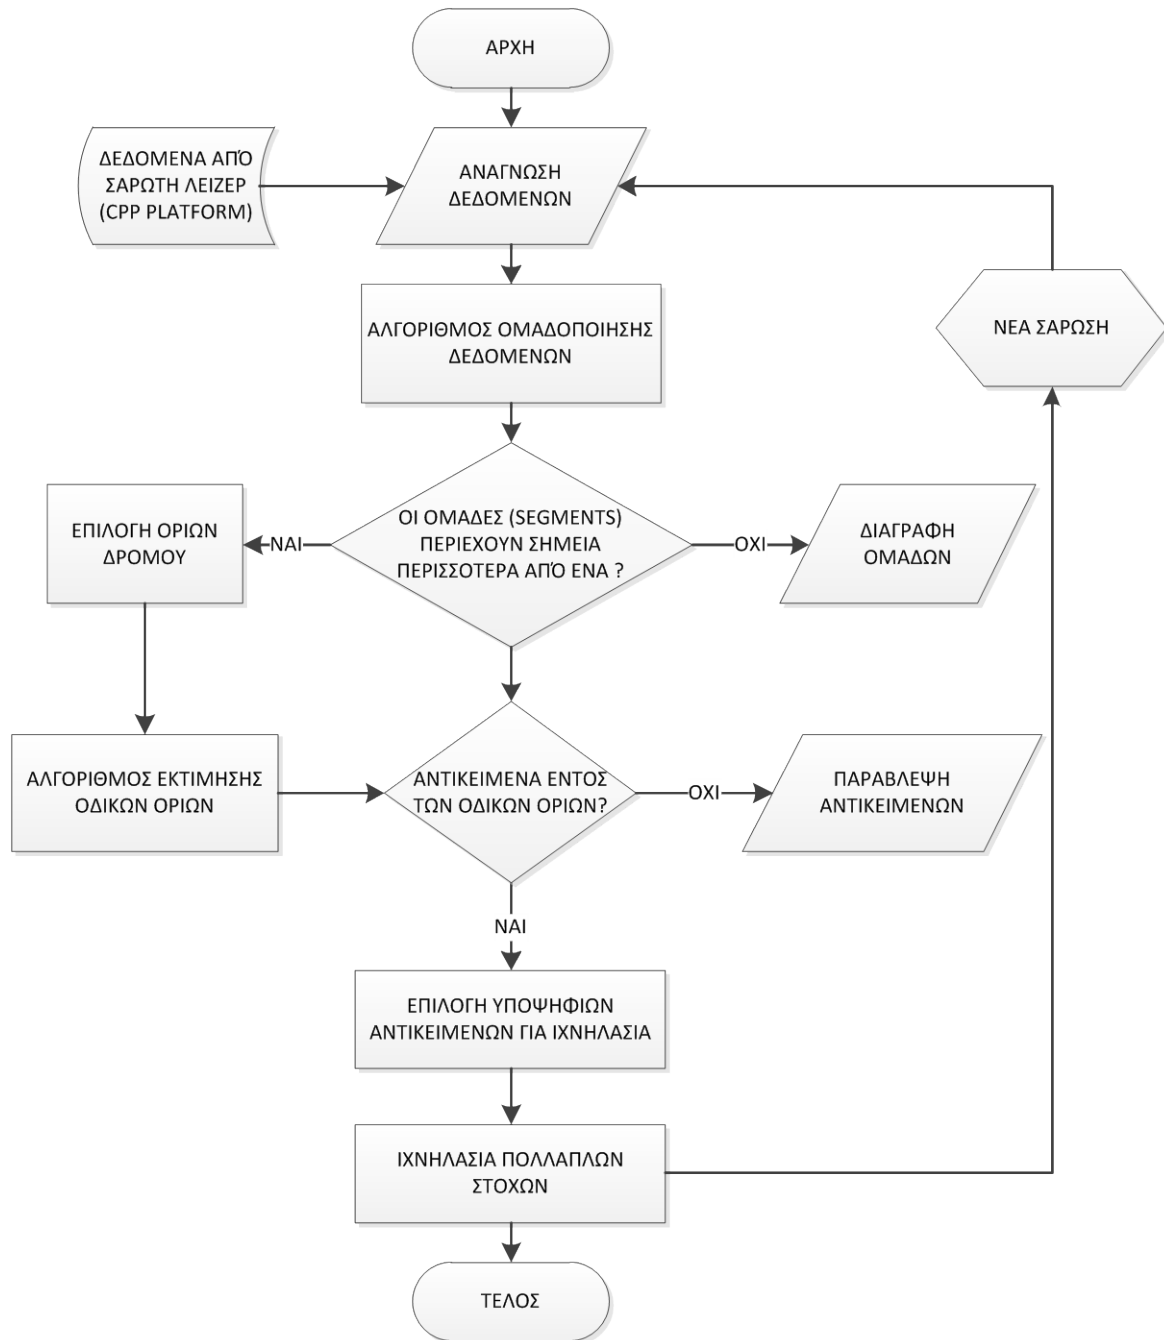 ΑΡΧΗ
ΔΕΔΟΜΕΝΑ ΑΠΌ
ΣΑΡΩΤΗ ΛΕΙΖΕΡ
(CPP PLATFORM)
ΑΝΑΓΝΩΣΗ
ΔΕΔΟΜΕΝΩΝ
ΝΕΑ ΣΑΡΩΣΗ
ΑΛΓΟΡΙΘΜΟΣ ΟΜΑΔΟΠΟΙΗΣΗΣ
ΔΕΔΟΜΕΝΩΝ
ΕΠΙΛΟΓΗ ΟΡΙΩΝ
ΔΡΟΜΟΥ
ΝΑΙ
ΟΙ ΟΜΑΔΕΣ (SEGMENTS)
ΠΕΡΙΕΧΟΥΝ ΣΗΜΕΙΑ
ΠΕΡΙΣΣΟΤΕΡΑ ΑΠΌ ΕΝΑ ?
ΟΧΙ
ΔΙΑΓΡΑΦΗ
ΟΜΑΔΩΝ
ΑΛΓΟΡΙΘΜΟΣ ΕΚΤΙΜΗΣΗΣ
ΟΔΙΚΩΝ ΟΡΙΩΝ
ΑΝΤΙΚΕΙΜΕΝΑ ΕΝΤΟΣ
ΤΩΝ ΟΔΙΚΩΝ ΟΡΙΩΝ?
ΟΧΙ
ΠΑΡΑΒΛΕΨΗ
ΑΝΤΙΚΕΙΜΕΝΩΝ
ΝΑΙ
ΕΠΙΛΟΓΗ ΥΠΟΨΗΦΙΩΝ
ΑΝΤΙΚΕΙΜΕΝΩΝ ΓΙΑ ΙΧΝΗΛΑΣΙΑ
ΙΧΝΗΛΑΣΙΑ ΠΟΛΛΑΠΛΩΝ
ΣΤΟΧΩΝ
ΤΕΛΟΣ